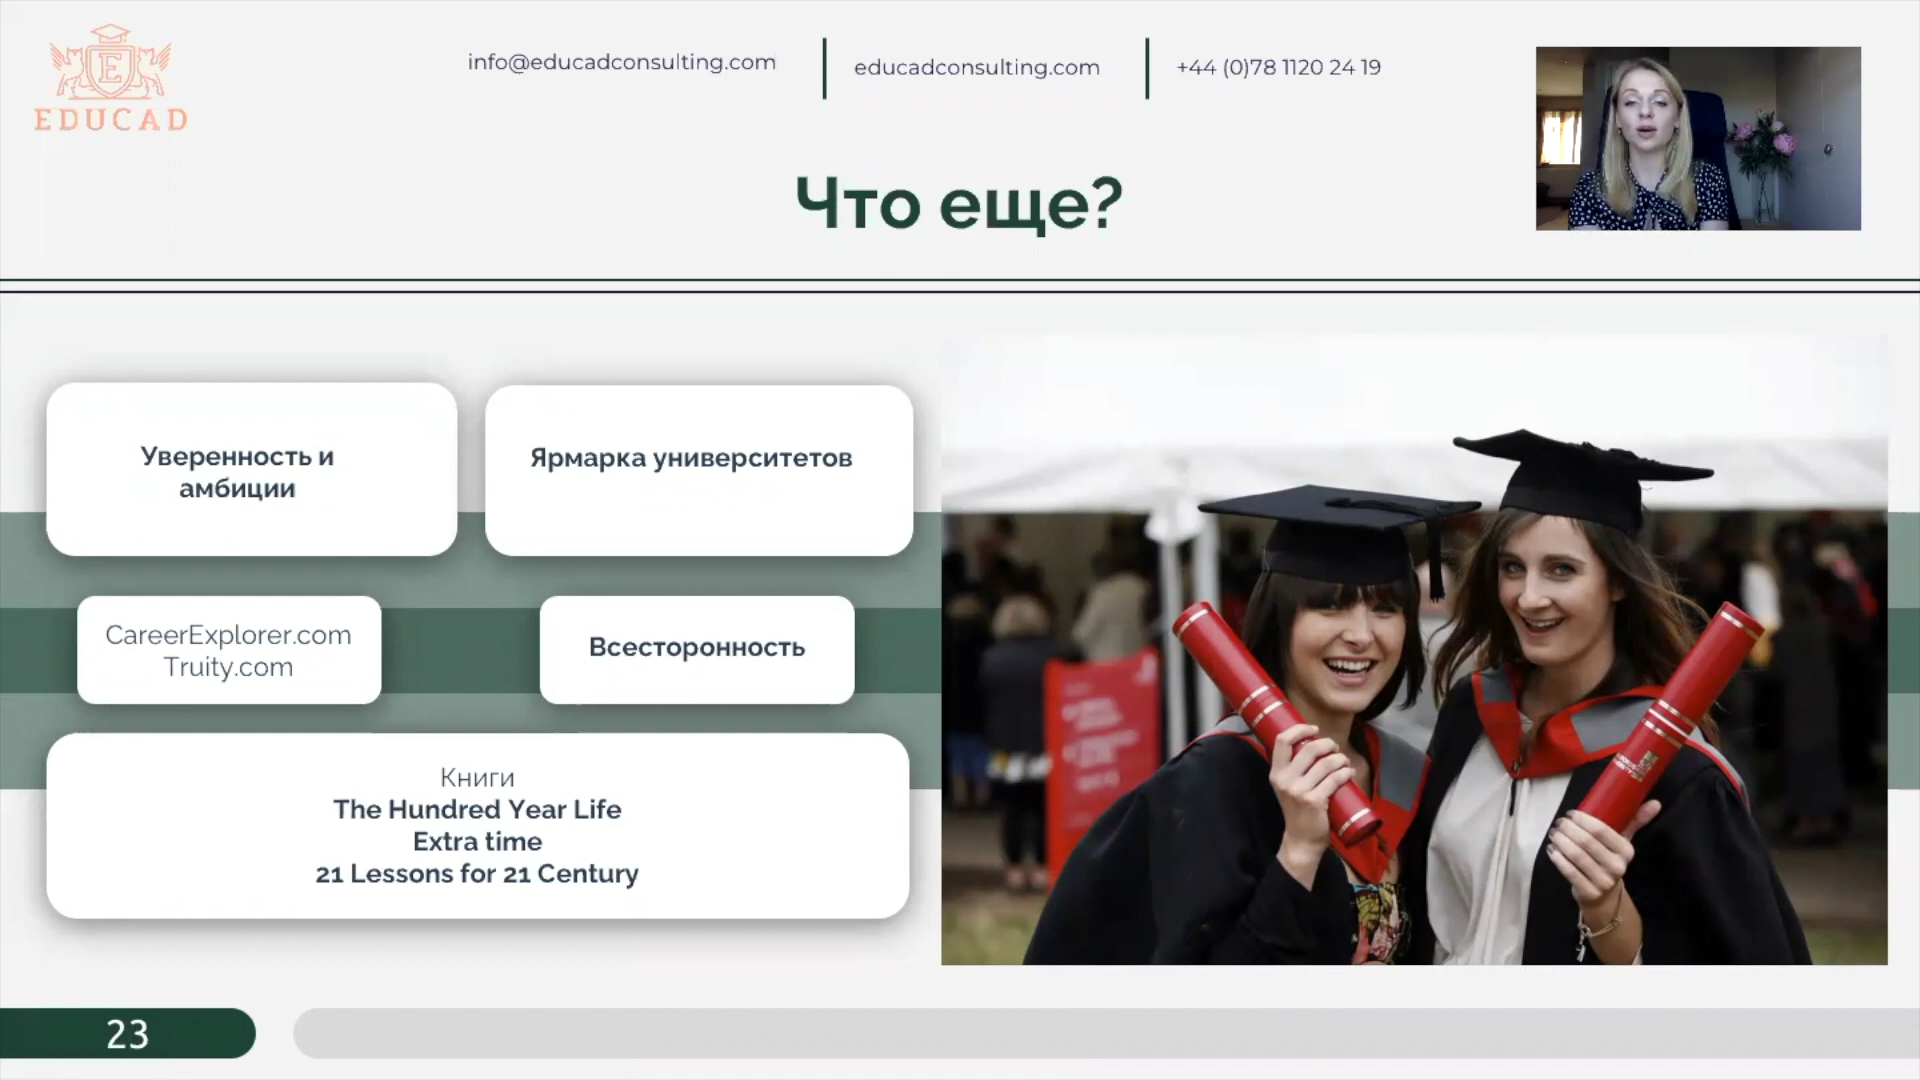 E
EDUCAD
info@educadconsulting.com
educadconsulting.com
+44 (0)78 1120 24 19
Что еще?
Уверенность и
амбиции
Ярмарка университетов
CareerExplorer.com
Truity.com
Всесторонность
Книги
The Hundred Year Life
Extra time
21 Lessons for 21 Century
23